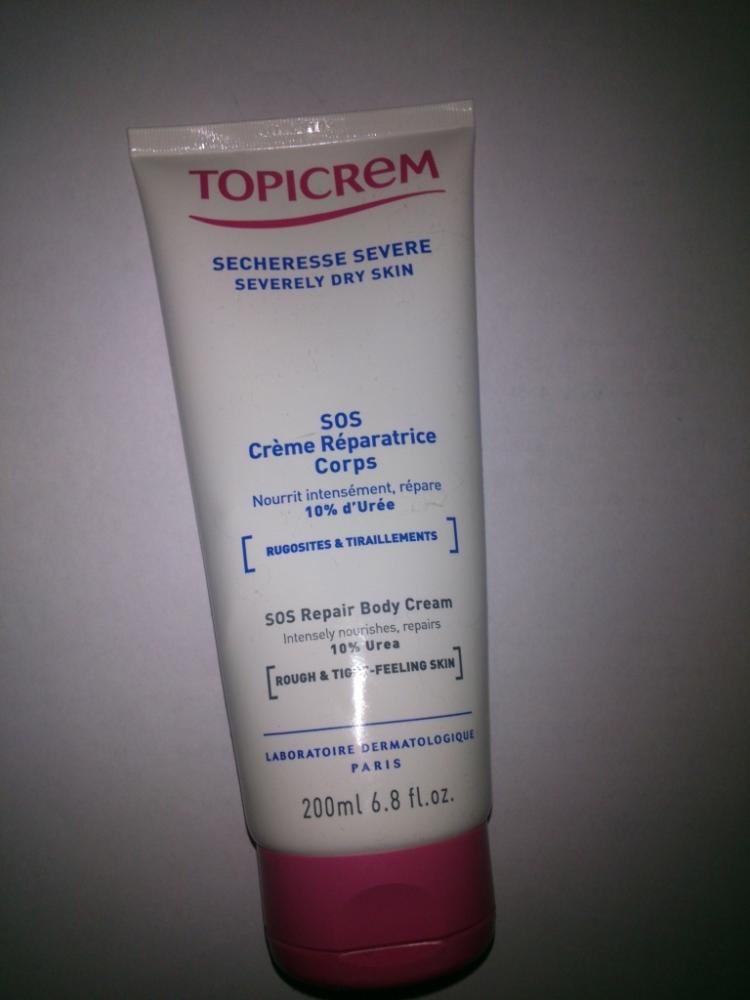 TOPICREM
SECHERESSE SEVERE
SEVERELY DRY SKIN
SOS
Crème Réparatrice
Corps
Nourrit intensément, répare
10% d'Urée
[ RUGOSITES & TIRAILLEMENTS ]
SOS Repair Body Cream
Intensely nourishes, repairs
10% Urea
[ROUGH & TIGHT-FEELING SKIN]
LABORATOIRE DERMATOLOGIQUE
PARIS
200ml 6.8 fl.oz.